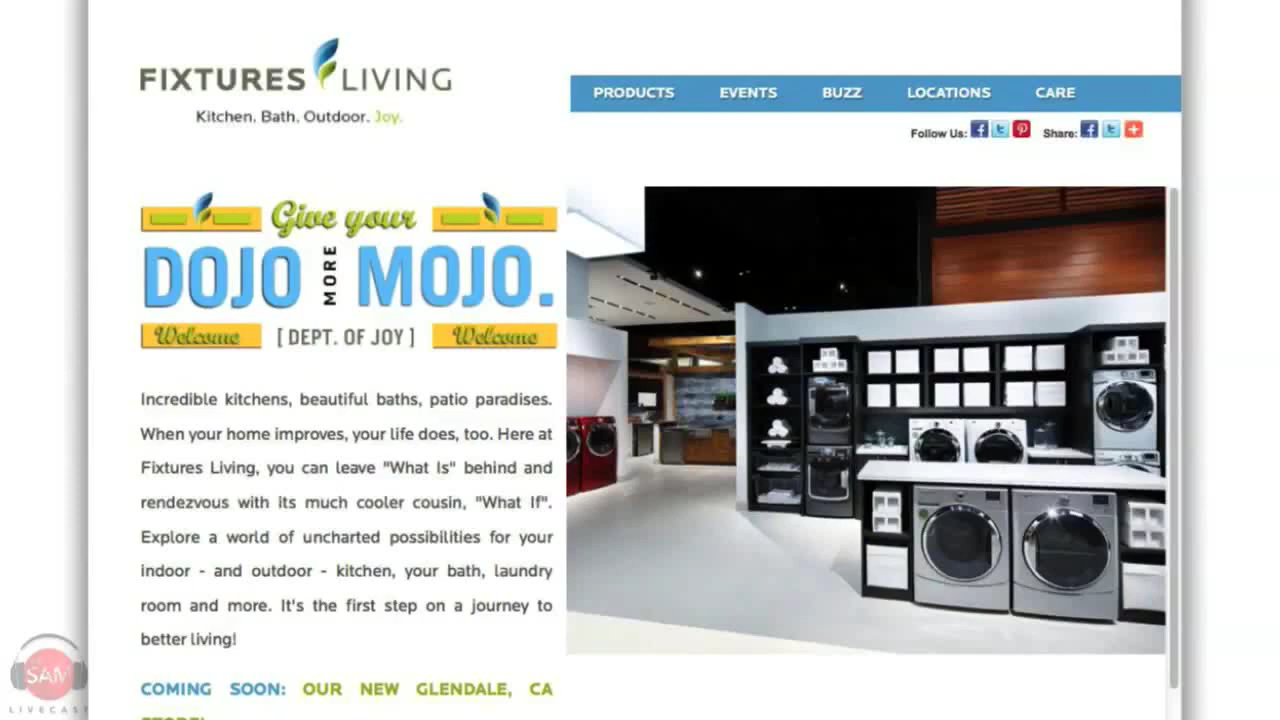 FIXTURES LIVING
Kitchen. Bath. Outdoor. Joy.
PRODUCTS EVENTS BUZZ LOCATIONS CARE
Follow Us: Share:
Give your
DOJO MORE MOJO.
Welcome [ DEPT. OF JOY ] Welcome
Incredible kitchens, beautiful baths, patio paradises.
When your home improves, your life does, too. Here at
Fixtures Living, you can leave "What Is" behind and
rendezvous with its much cooler cousin, "What If".
Explore a world of uncharted possibilities for your
indoor - and outdoor - kitchen, your bath, laundry
room and more. It's the first step on a journey to
better living!
COMING SOON: OUR NEW GLENDALE, CA
STORE!
SAM
LIVECAST